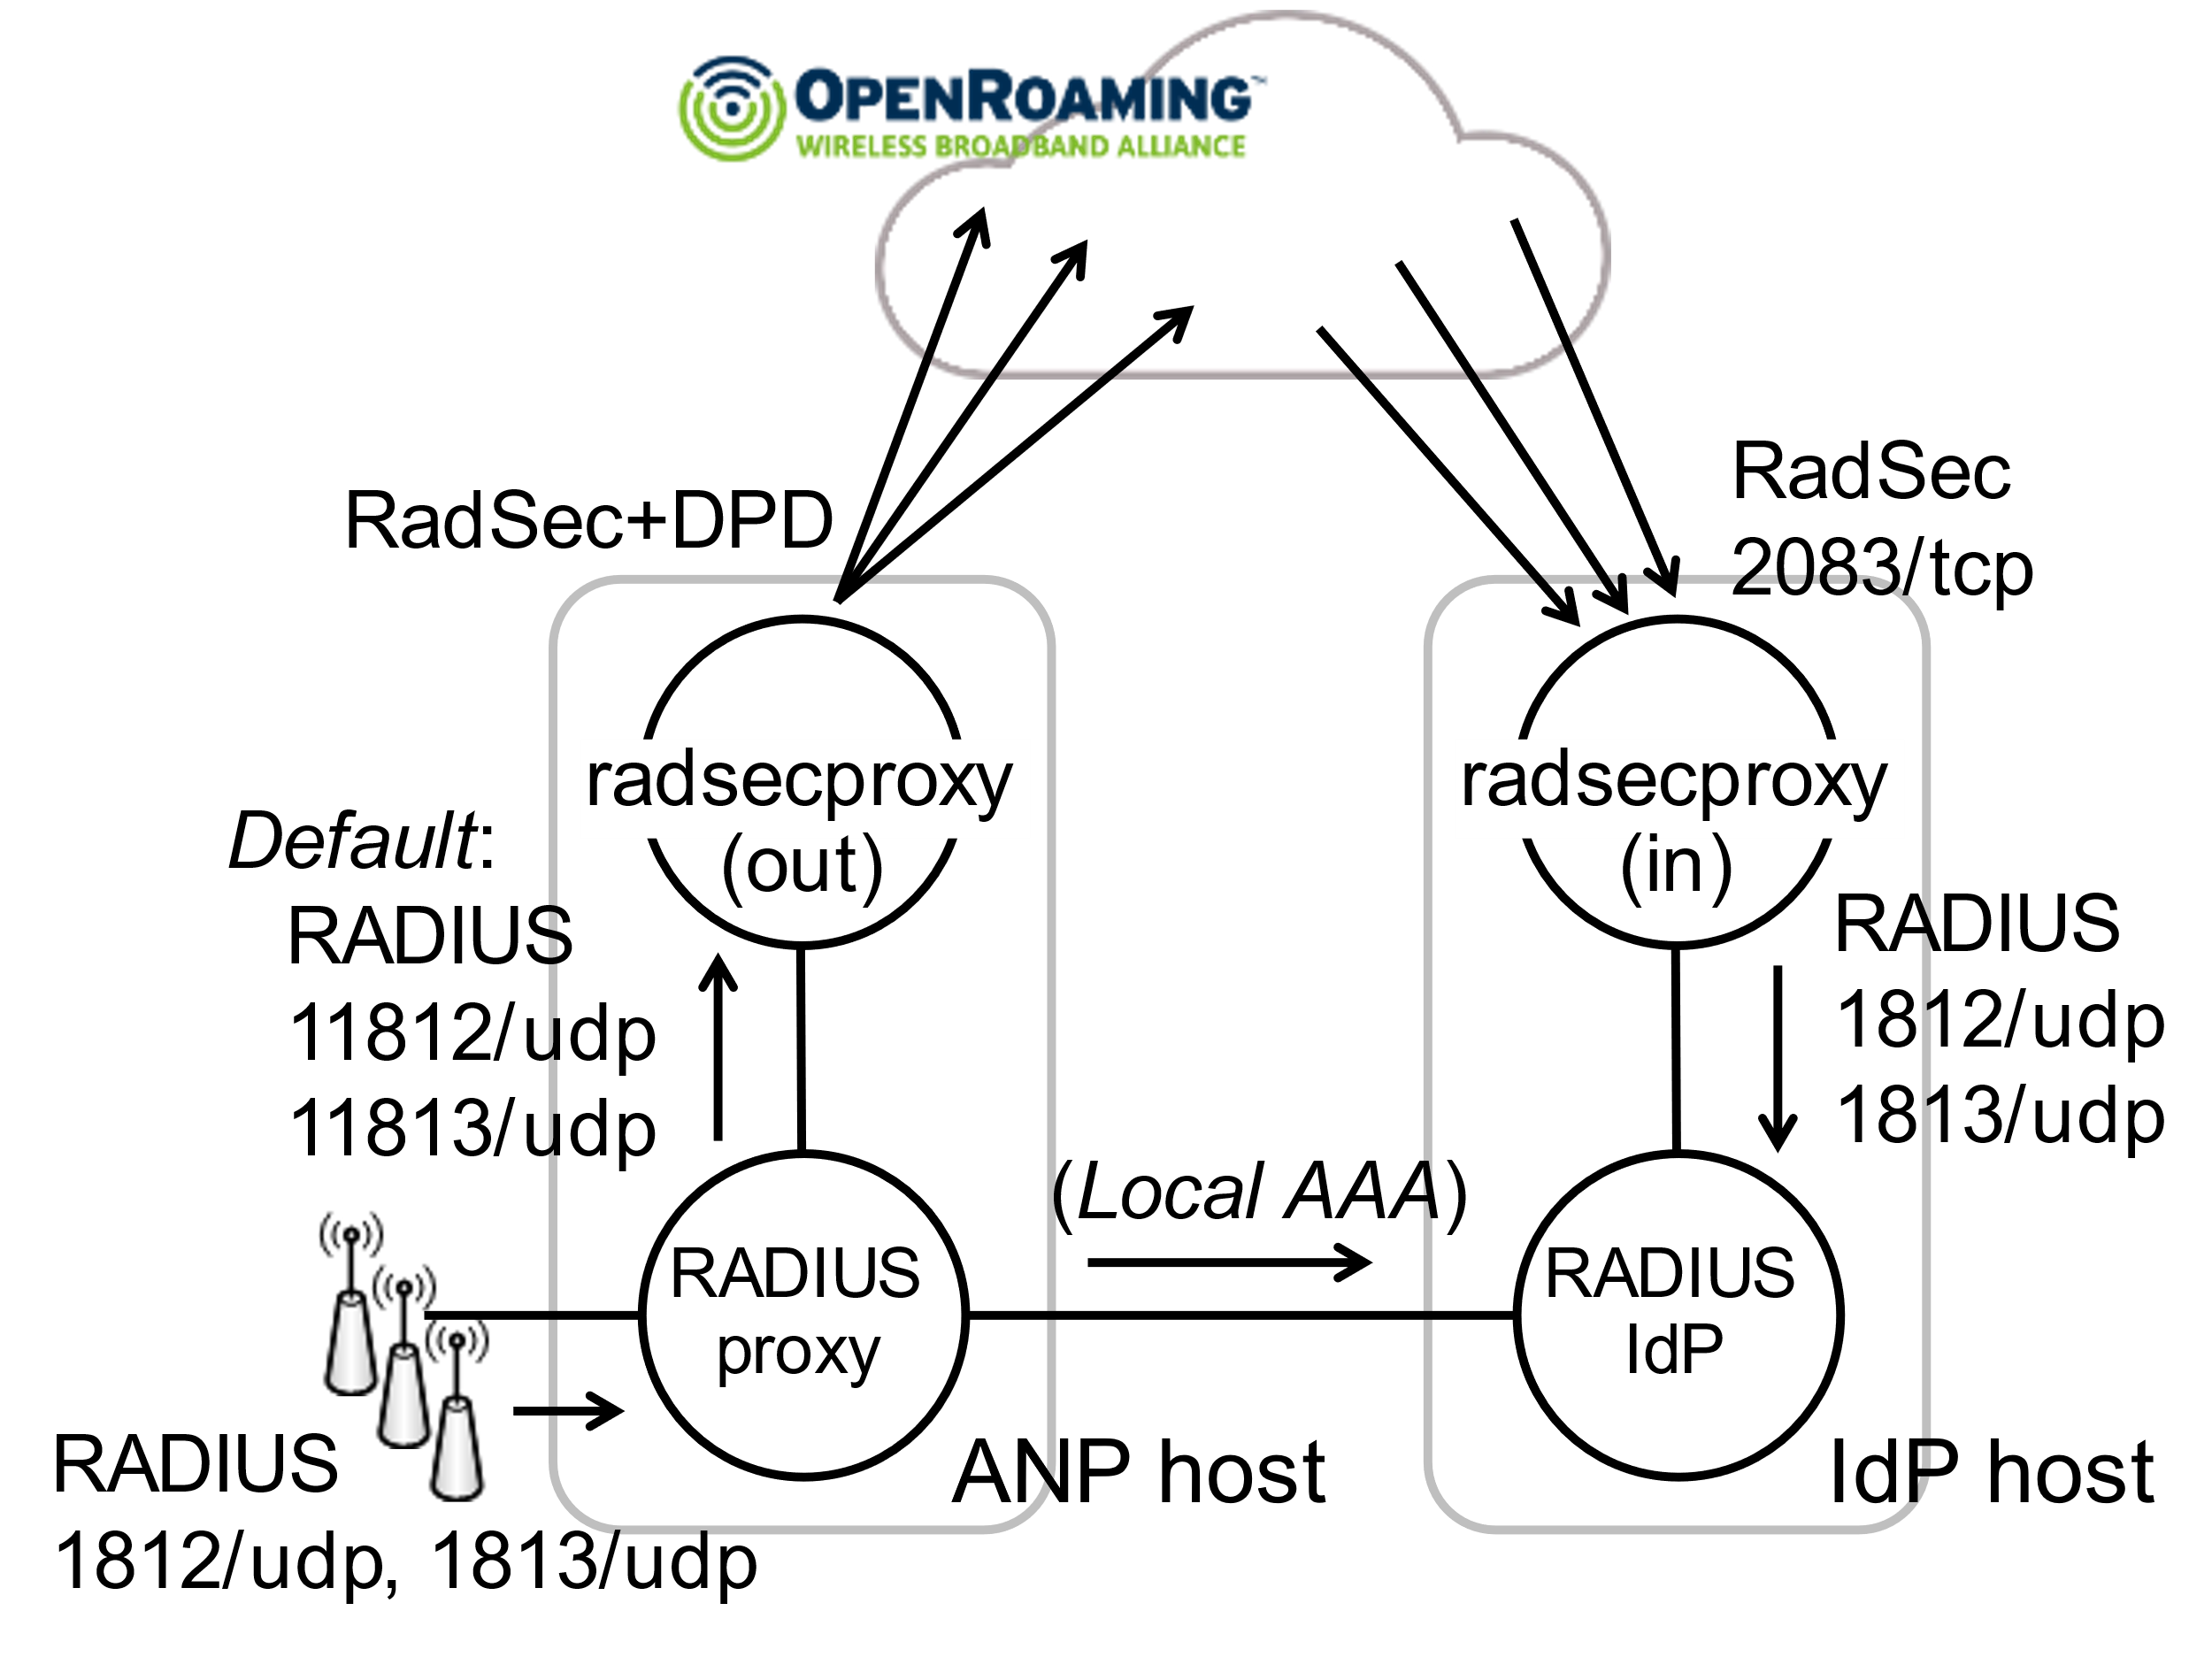 OPENROAMING™
WIRELESS BROADBAND ALLIANCE
RadSec+DPD
RadSec
2083/tcp
radsecproxy
(out)
radsecproxy
(in)
Default:
RADIUS
11812/udp
11813/udp
RADIUS
1812/udp
1813/udp
(Local AAA)
RADIUS
proxy
RADIUS
IdP
ANP host
IdP host
RADIUS
1812/udp, 1813/udp